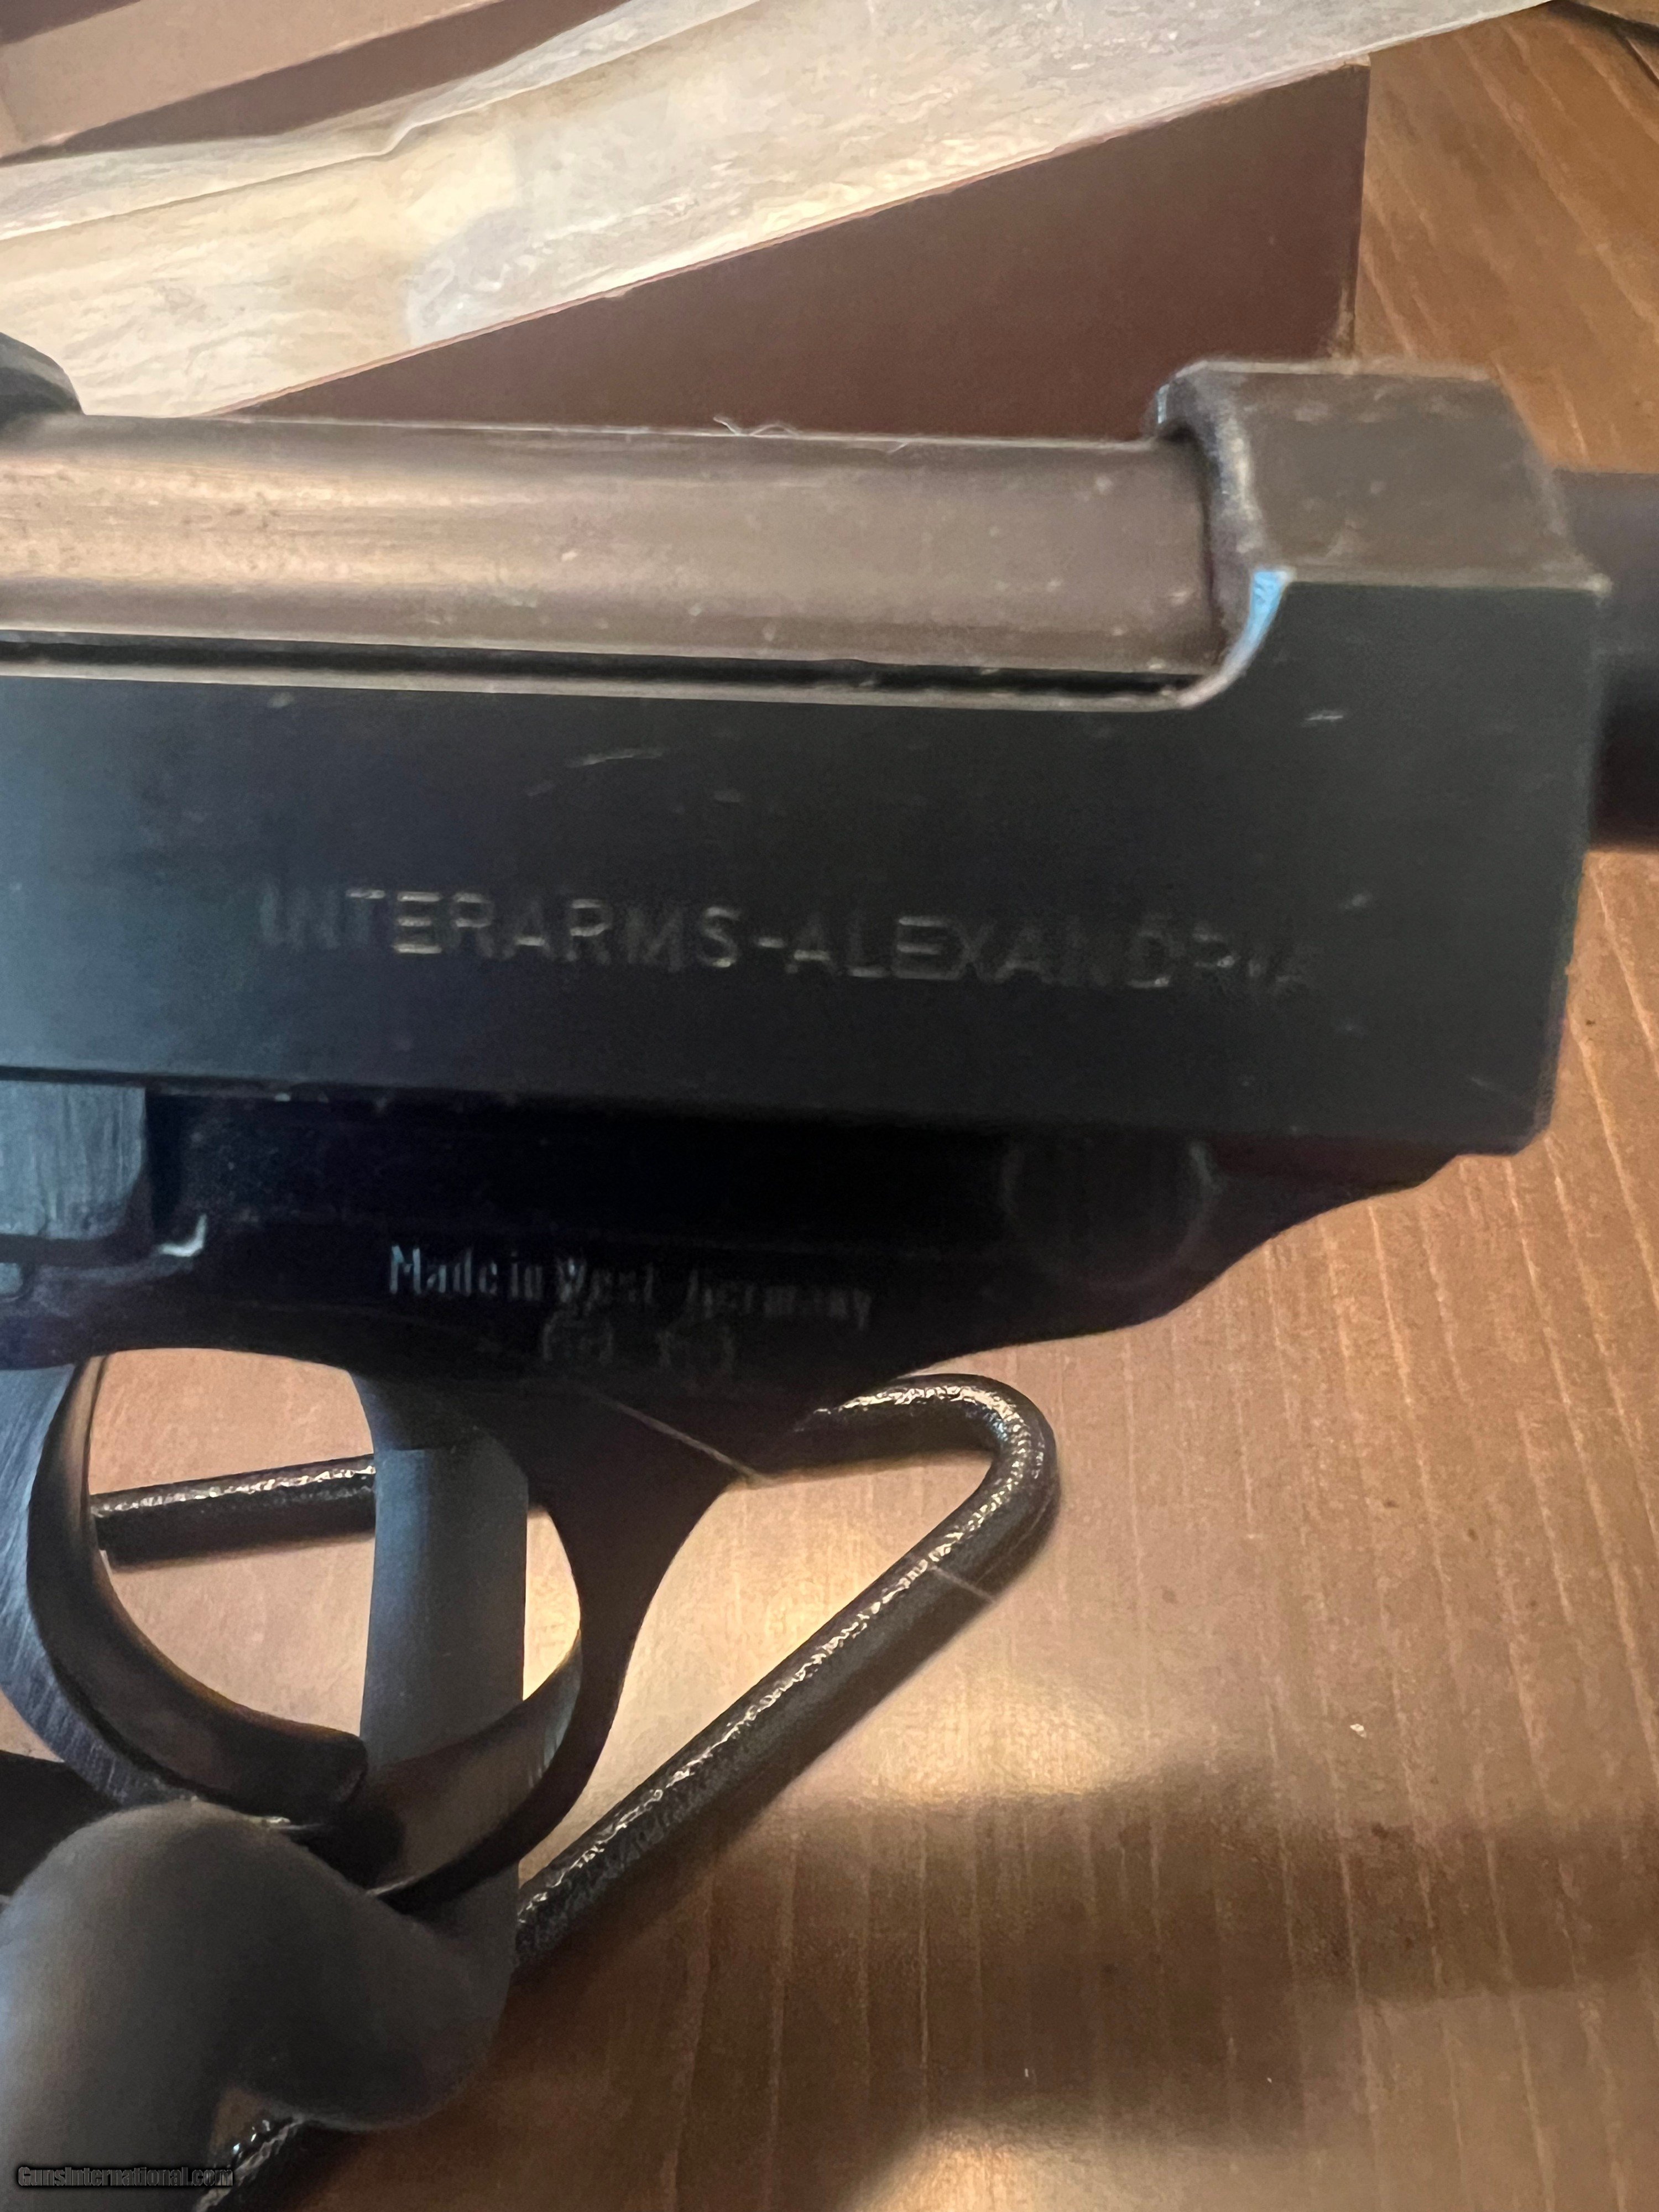 INTERARMS-ALEXANDRIA
Made in West Germany
GunsInternational.com